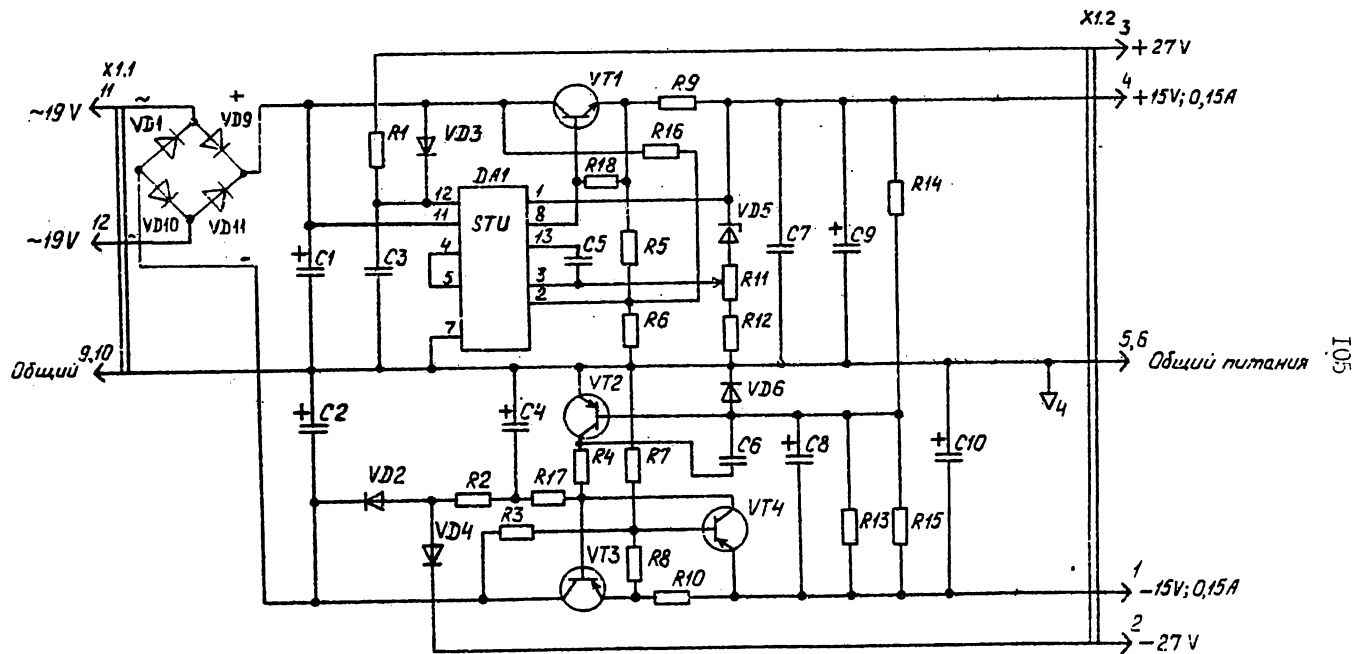 X1.2
3
+27V
X1.1
11
~
+
VT1
R9
4
+15V; 0,15A
~19V
VD1
VD9
R1
VD3
R16
DA1
R18
R14
12
1
11
STU
8
VD5
12
~
VD10
VD11
~19V
4
13
C5
R5
C7
+
C9
-
+
C1
C3
5
3
R11
2
7
R6
R12
9,10
Общий
5,6
Общий питания
105
VT2
VD6
4
+
C2
+
C4
C6
+
C8
+
C10
R4
R7
VD2
R2
R17
VT4
R13
R15
VD4
R3
VT3
R8
R10
1
-15V; 0,15A
2
-27V